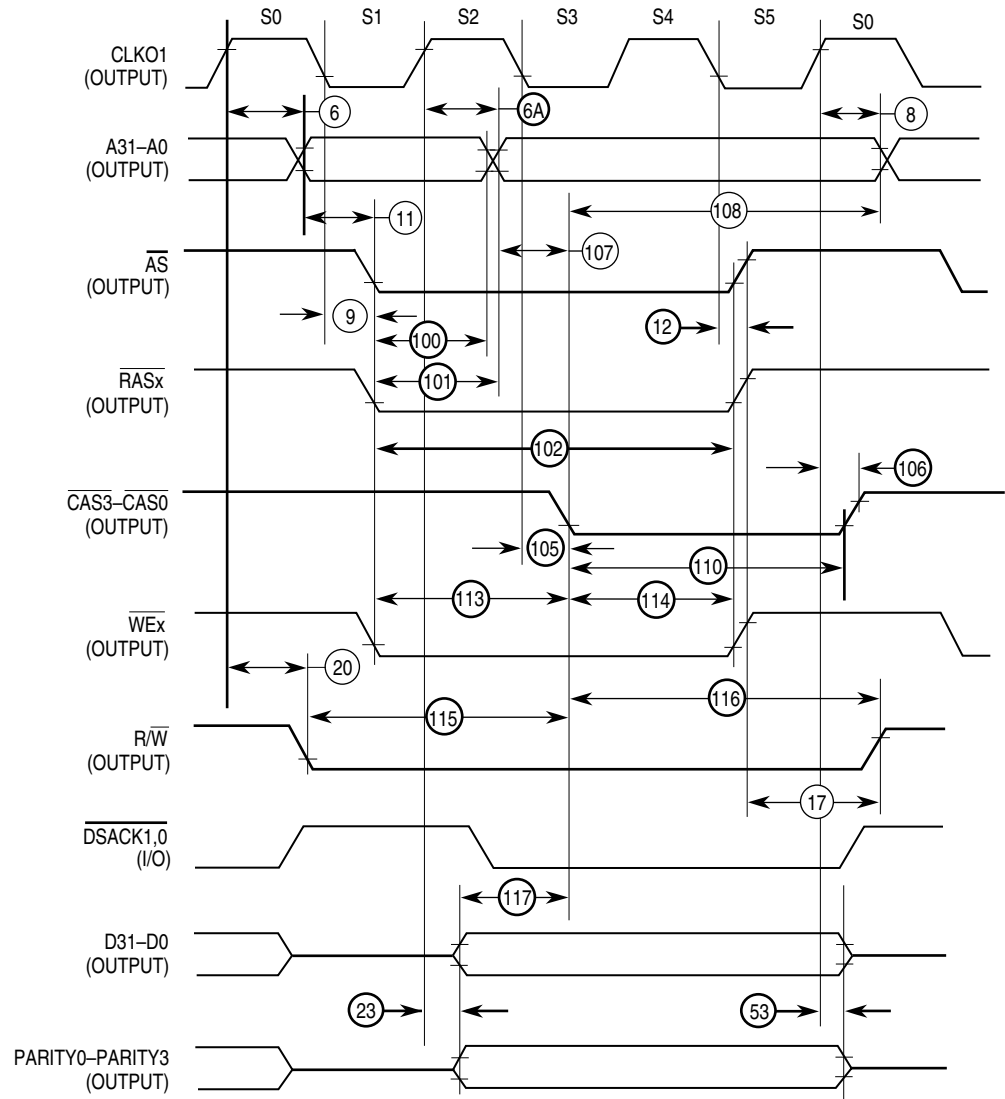 S0 S1 S2 S3 S4 S5 S0
CLKO1
(OUTPUT)
6 6A 8
A31–A0
(OUTPUT)
11 108
107
AS
(OUTPUT)
9 12
100
101
RASx
(OUTPUT)
102
106
CAS3–CAS0
(OUTPUT)
105
110
113 114
WEx
(OUTPUT)
20
116
115
R/W
(OUTPUT)
17
DSACK1,0
(I/O)
117
D31–D0
(OUTPUT)
23 53
PARITY0–PARITY3
(OUTPUT)